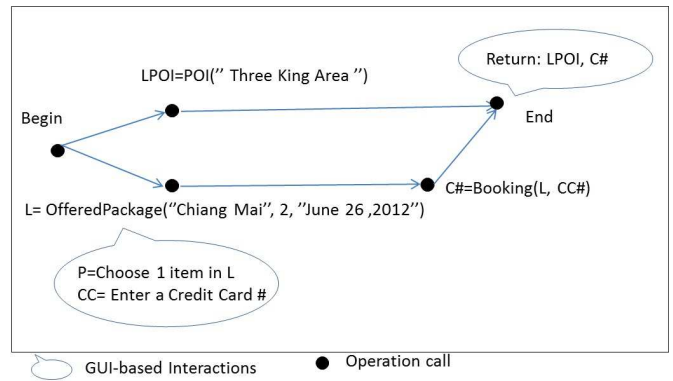 Return: LPOI, C#
LPOI=POI(″ Three King Area ″)
Begin
End
C#=Booking(L, CC#)
L= OfferedPackage(″Chiang Mai″, 2, ″June 26 ,2012″)
P=Choose 1 item in L
CC= Enter a Credit Card #
GUI-based Interactions
Operation call